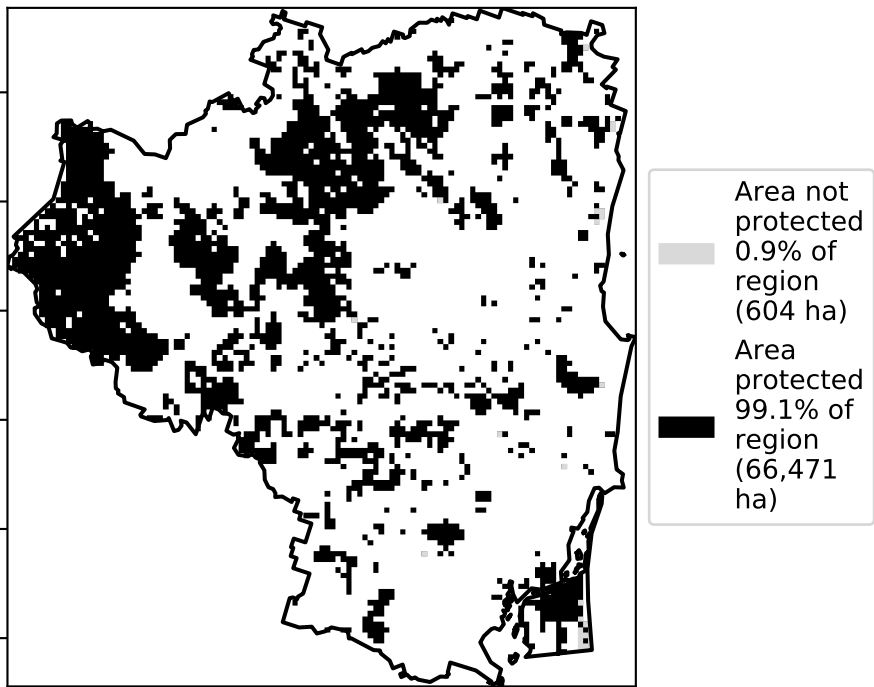 Area not
protected
0.9% of
region
(604 ha)
Area
protected
99.1% of
region
(66,471
ha)